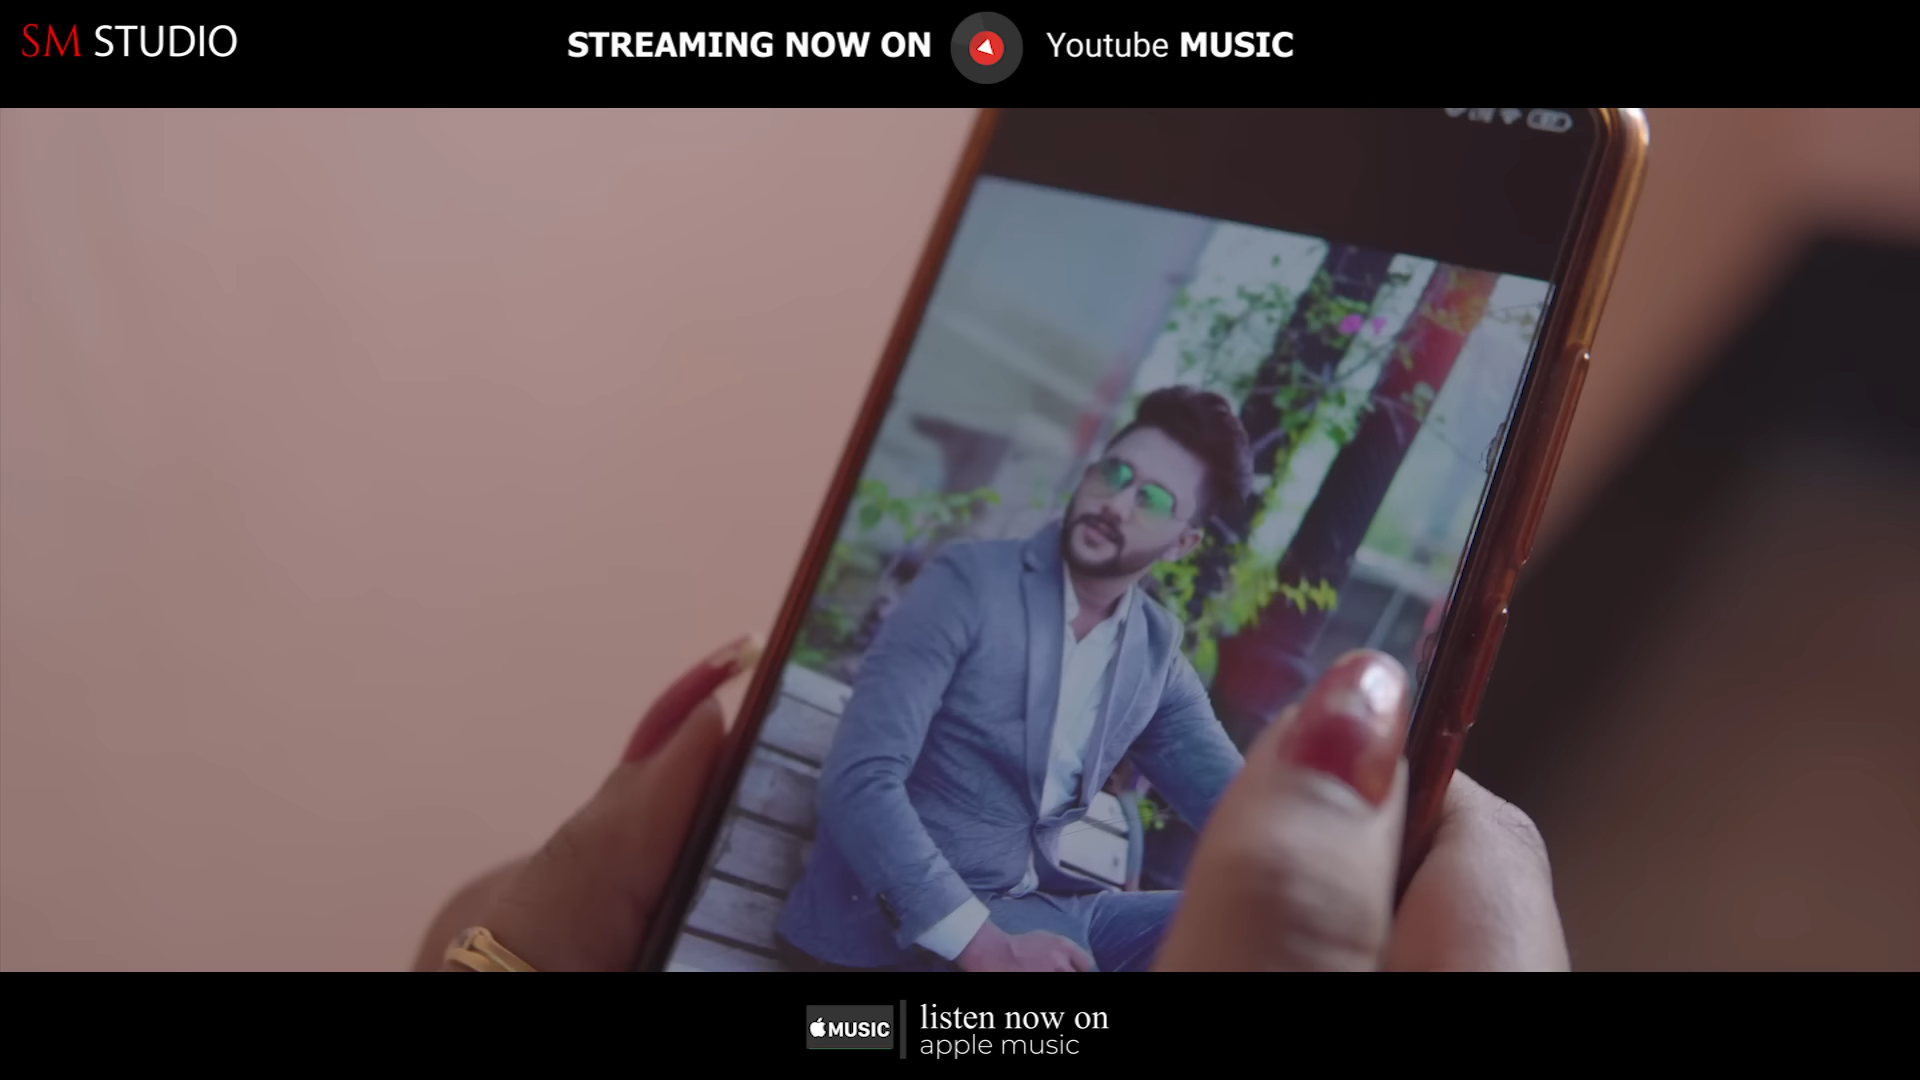 SM STUDIO
STREAMING NOW ON Youtube MUSIC
MUSIC
listen now on
apple music